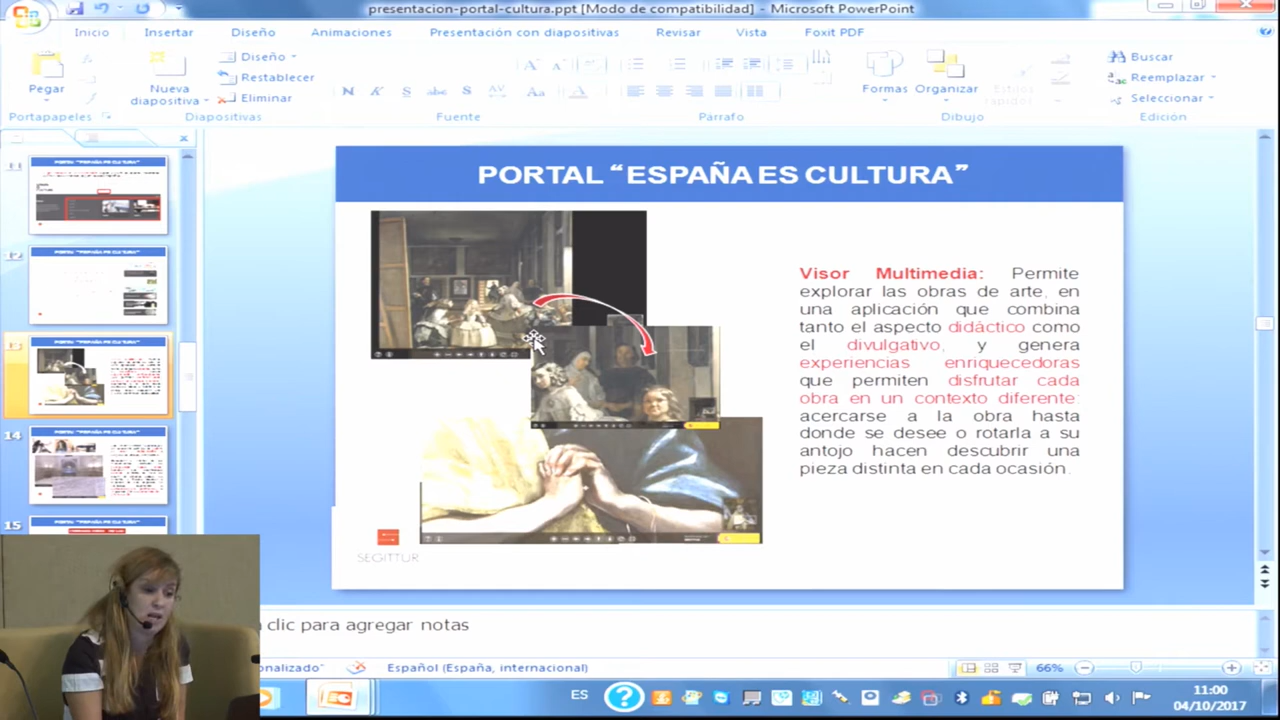 presentacion-portal-cultura.ppt [Modo de compatibilidad] - Microsoft PowerPoint
Inicio Insertar Diseño Animaciones Presentación con diapositivas Revisar Vista Foxit PDF
Pegar
Nueva diapositiva
Diseño
Restablecer
Eliminar
Formas
Organizar
Estilos rápidos
Buscar
Reemplazar
Seleccionar
Portapapeles Diapositivas Fuente Párrafo Dibujo Edición
14
15
PORTAL “ESPAÑA ES CULTURA”
Visor Multimedia: Permite
explorar las obras de arte, en
una aplicación que combina
tanto el aspecto didáctico como
el divulgativo, y genera
experiencias enriquecedoras
que permiten disfrutar cada
obra en un contexto diferente:
acercarse a la obra hasta
donde se desee o rotarla a su
antojo hacen descubrir una
pieza distinta en cada ocasión.
SEGITTUR
clic para agregar notas
onalizado” Español (España, internacional) 66%
ES
11:00
04/10/2017